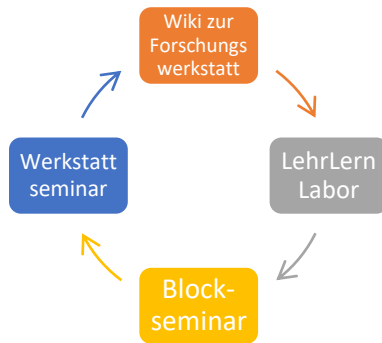 Wiki zur
Forschungs
werkstatt
LehrLern
Labor
Block-
seminar
Werkstatt
seminar